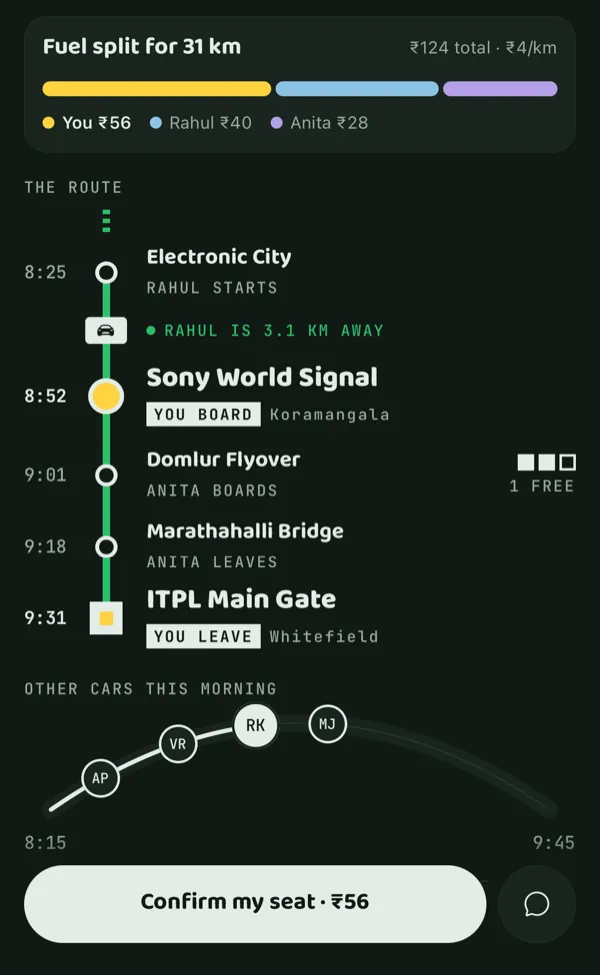 Fuel split for 31 km
₹124 total · ₹4/km
You ₹56 Rahul ₹40 Anita ₹28
THE ROUTE
8:25 Electronic City
RAHUL STARTS
RAHUL IS 3.1 KM AWAY
8:52 Sony World Signal
YOU BOARD Koramangala
9:01 Domlur Flyover
ANITA BOARDS
1 FREE
9:18 Marathahalli Bridge
ANITA LEAVES
9:31 ITPL Main Gate
YOU LEAVE Whitefield
OTHER CARS THIS MORNING
AP VR RK MJ
8:15 9:45
Confirm my seat · ₹56